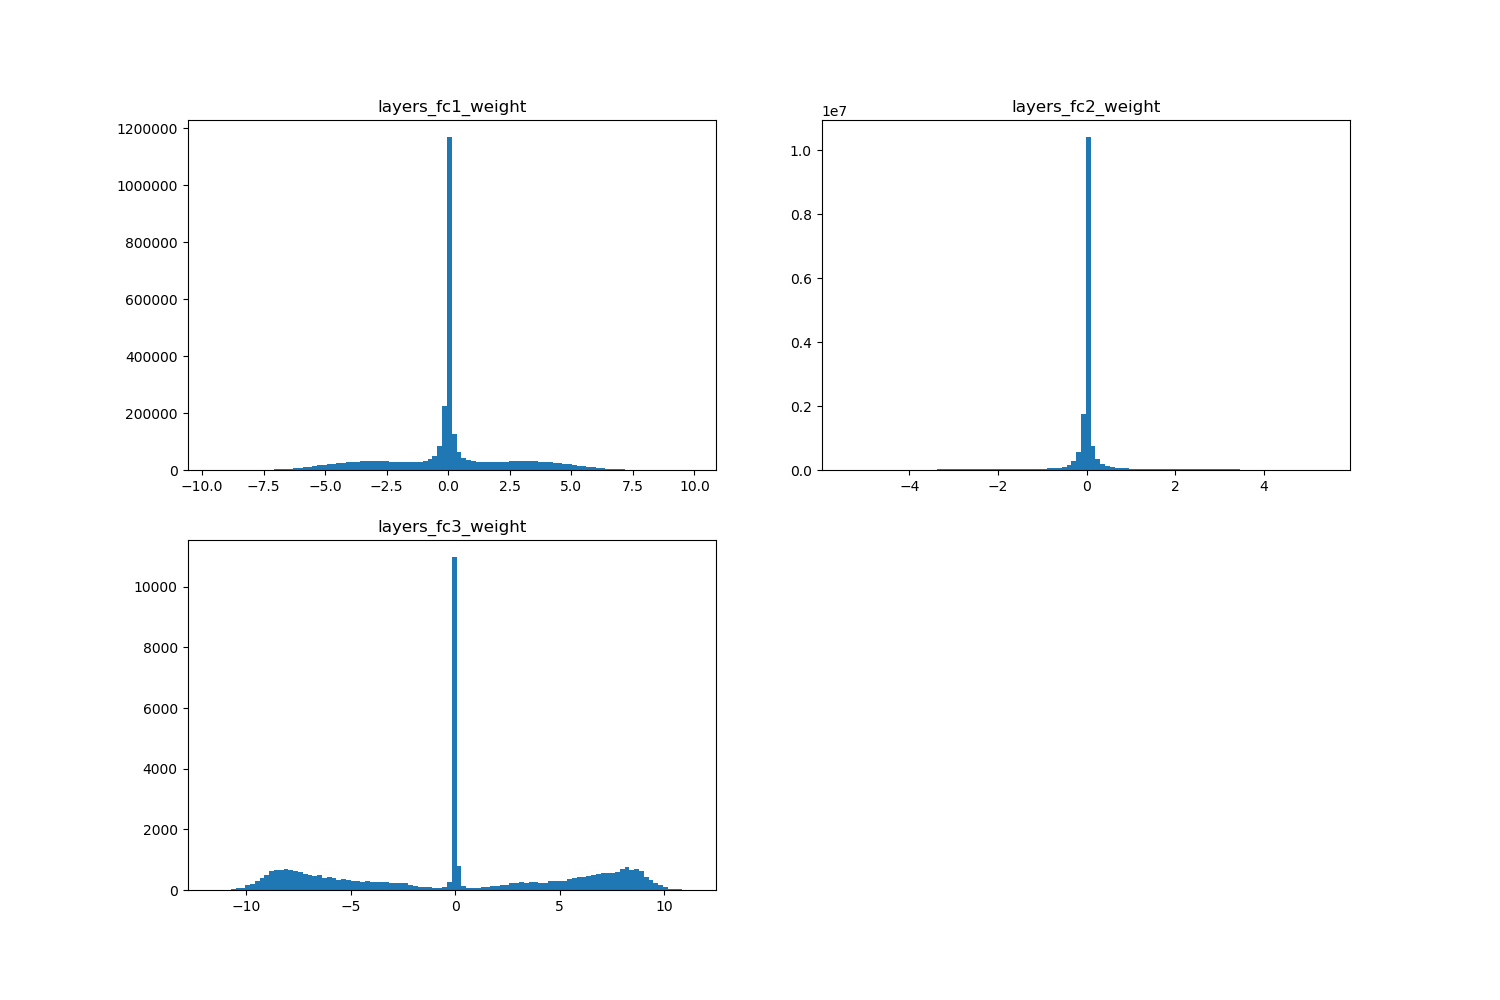 layers_fc1_weight
1200000
1000000
800000
600000
400000
200000
0
−10.0 −7.5 −5.0 −2.5 0.0 2.5 5.0 7.5 10.0
layers_fc2_weight
1e7
1.0
0.8
0.6
0.4
0.2
0.0
−4 −2 0 2 4
layers_fc3_weight
10000
8000
6000
4000
2000
0
−10 −5 0 5 10